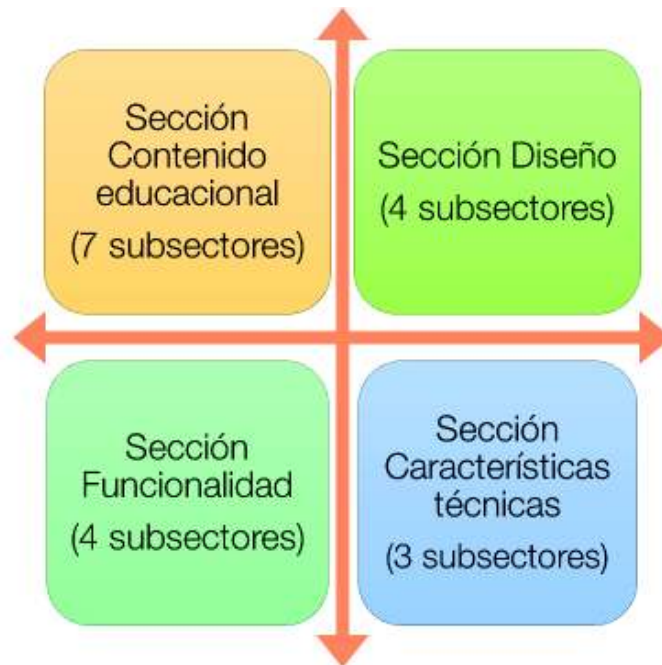 Sección
Contenido
educacional
(7 subsectores)
Sección Diseño
(4 subsectores)
Sección
Funcionalidad
(4 subsectores)
Sección
Características
técnicas
(3 subsectores)